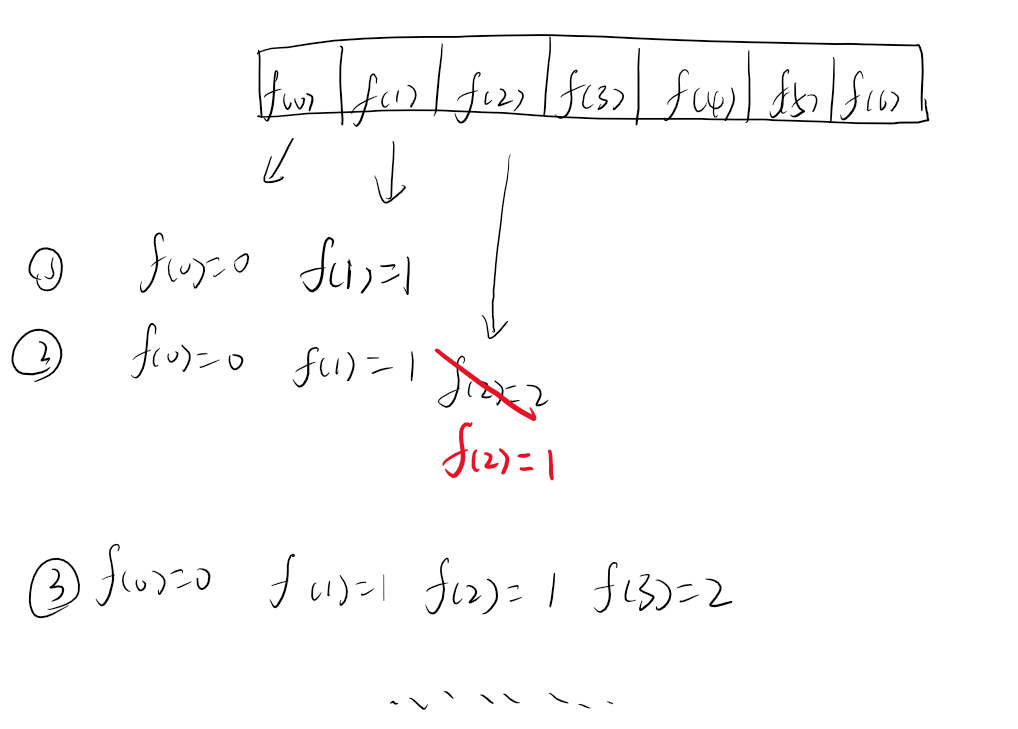 f(0) f(1) f(2) f(3) f(4) f(5) f(6)
① f(0)=0 f(1)=1
② f(0)=0 f(1)=1 f(2)=2
f(2)=1
③ f(0)=0 f(1)=1 f(2)=1 f(3)=2